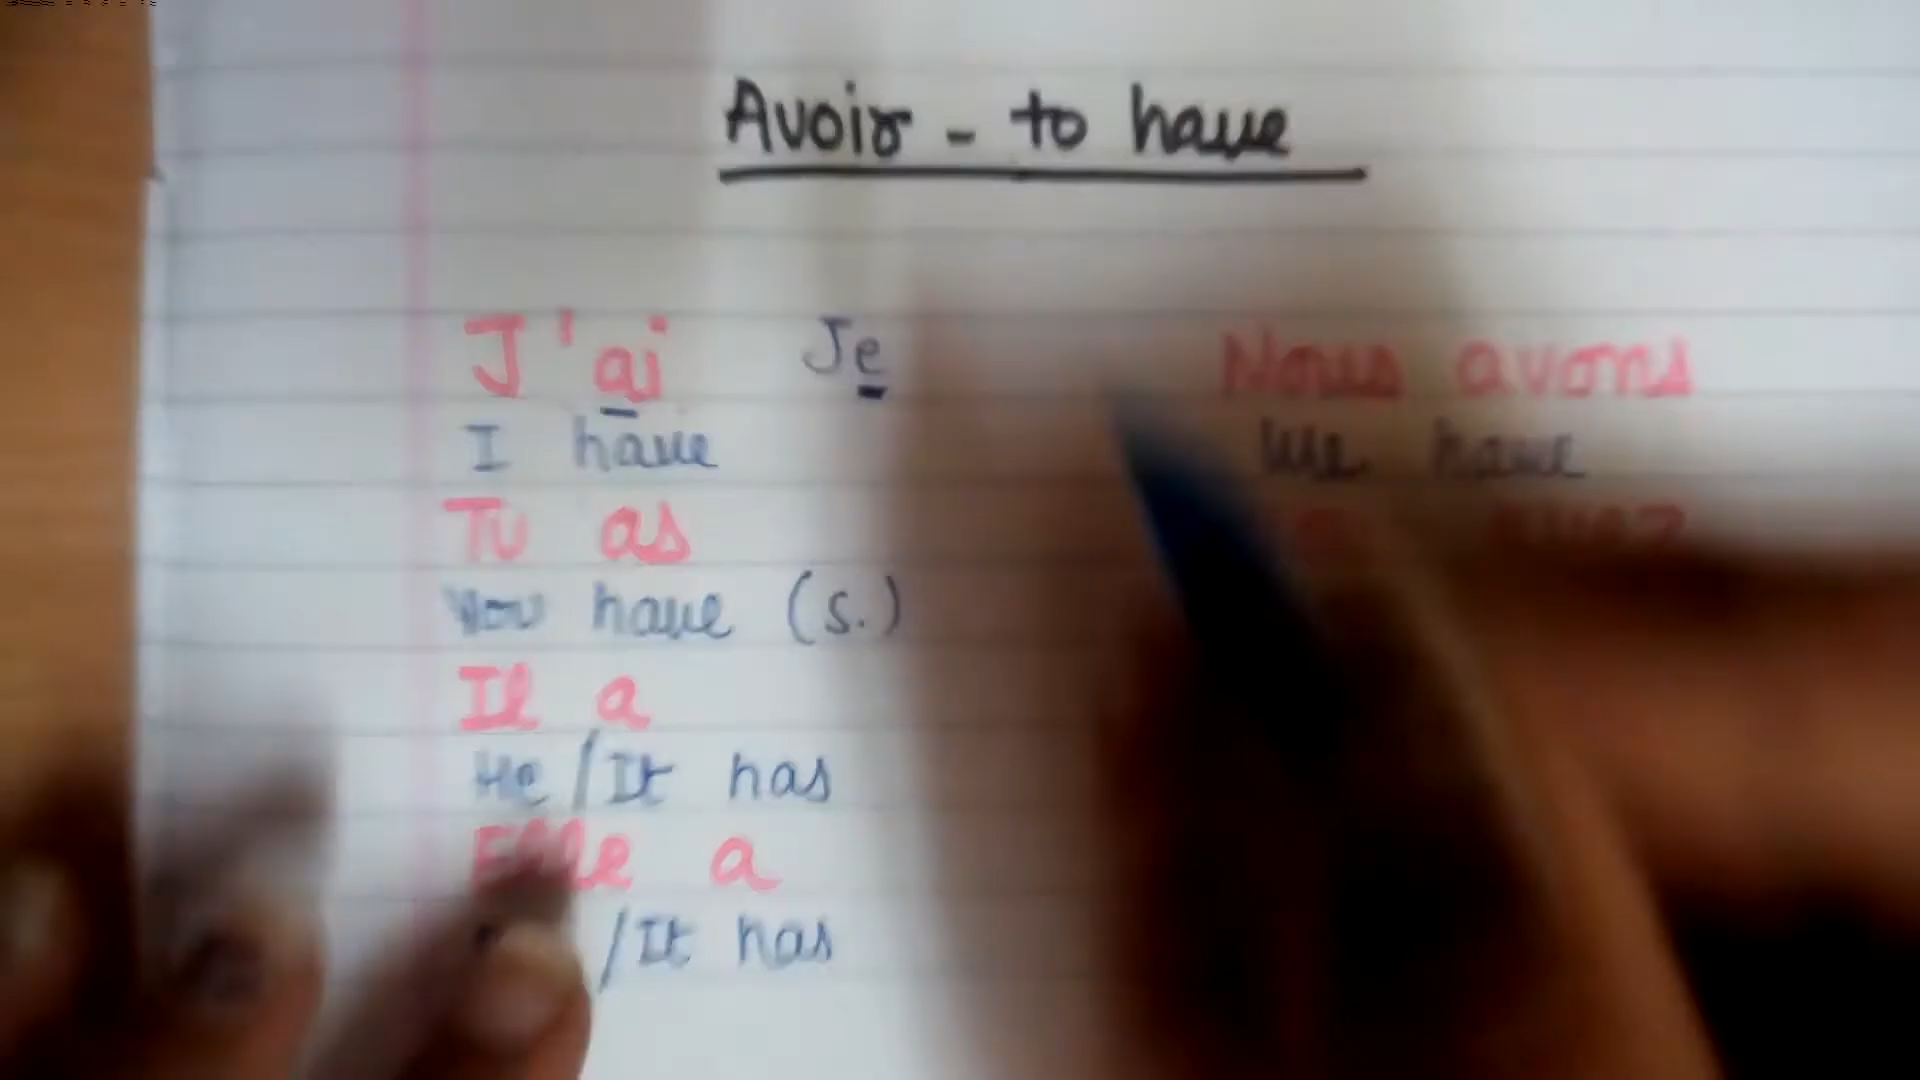 Avoir - to have
J'ai Je
I have
Tu as
You have (s.)
Il a
He/It has
Elle a
/It has
Nous avons
We have